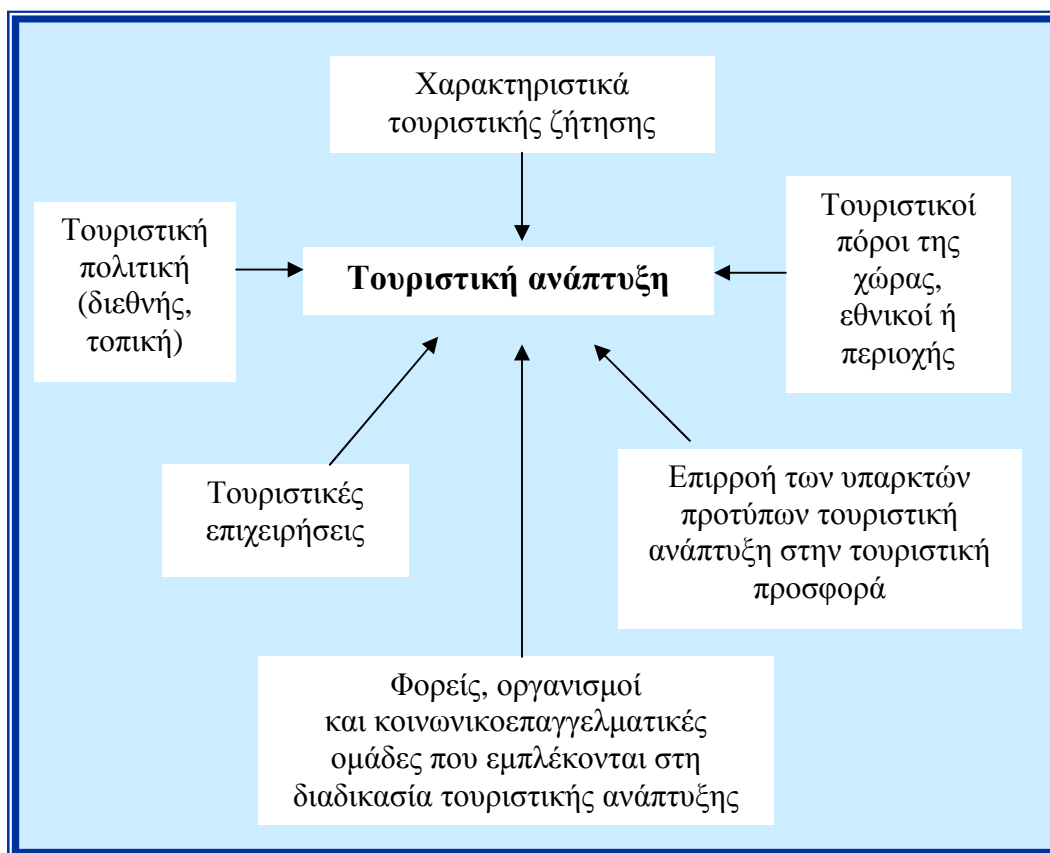 Χαρακτηριστικά
τουριστικής ζήτησης
Τουριστική
πολιτική
(διεθνής,
τοπική)
Τουριστική ανάπτυξη
Τουριστικοί
πόροι της
χώρας,
εθνικοί ή
περιοχής
Τουριστικές
επιχειρήσεις
Επιρροή των υπαρκτών
προτύπων τουριστική
ανάπτυξη στην τουριστική
προσφορά
Φορείς, οργανισμοί
και κοινωνικοεπαγγελματικές
ομάδες που εμπλέκονται στη
διαδικασία τουριστικής ανάπτυξης